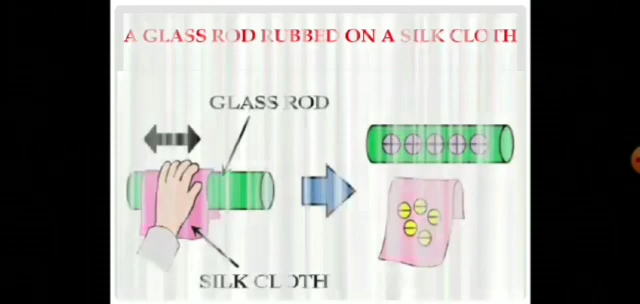 A GLASS ROD RUBBED ON A SILK CLOTH
GLASS ROD
SILK CLOTH